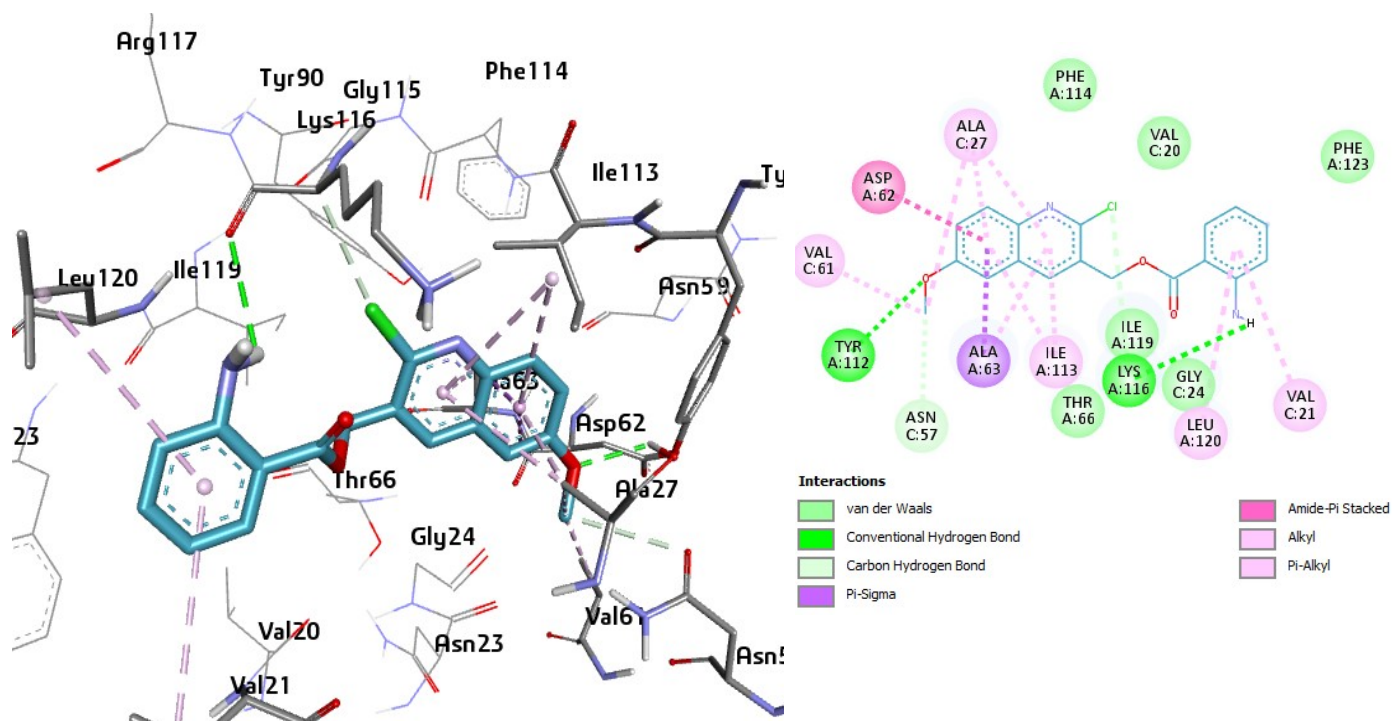 Arg117
Tyr90
Gly115
Phe114
Lys116
Ile113
Leu120
Ile119
Asn59
23
Asp62
Thr66
Ala27
Gly24
Val20
Asn23
Val61
Val21
PHE
A:114
ALA
C:27
VAL
C:20
PHE
A:123
ASP
A:62
N
Cl
VAL
C:61
O
O
O
N
H
TYR
A:112
ALA
A:63
ILE
A:113
ILE
A:119
LYS
A:116
GLY
C:24
THR
A:66
ASN
C:57
LEU
A:120
VAL
C:21
Interactions
van der Waals
Conventional Hydrogen Bond
Carbon Hydrogen Bond
Pi-Sigma
Amide-Pi Stacked
Alkyl
Pi-Alkyl